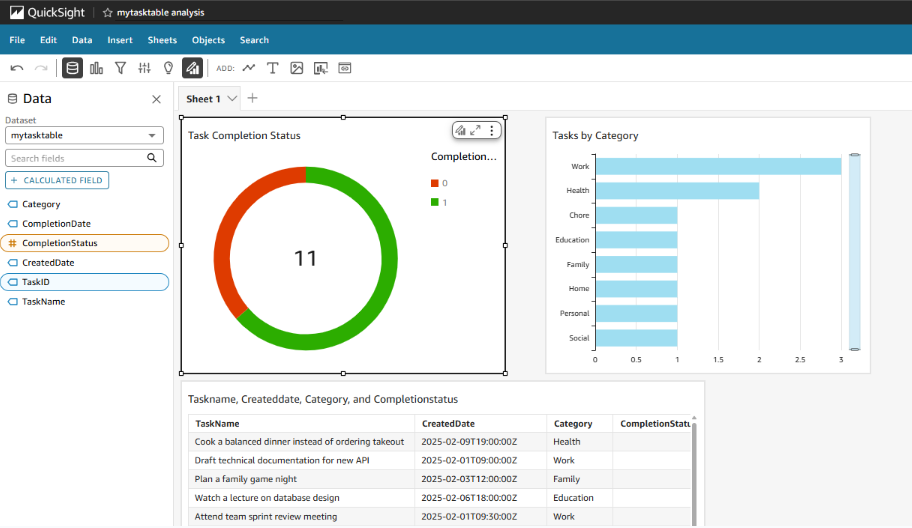 QuickSight
mytasktable analysis
File Edit Data Insert Sheets Objects Search
ADD:
Data
Sheet 1
Dataset
mytasktable
Search fields
+ CALCULATED FIELD
Category
CompletionDate
CompletionStatus
CreatedDate
TaskID
TaskName
Task Completion Status
Completion...
0
1
11
Tasks by Category
Work
Health
Chore
Education
Family
Home
Personal
Social
0 0.5 1 1.5 2 2.5 3
Taskname, Createddate, Category, and Completionstatus
TaskName CreatedDate Category CompletionStatu
Cook a balanced dinner instead of ordering takeout 2025-02-09T19:00:00Z Health
Draft technical documentation for new API 2025-02-01T09:00:00Z Work
Plan a family game night 2025-02-03T12:00:00Z Family
Watch a lecture on database design 2025-02-06T18:00:00Z Education
Attend team sprint review meeting 2025-02-01T09:30:00Z Work